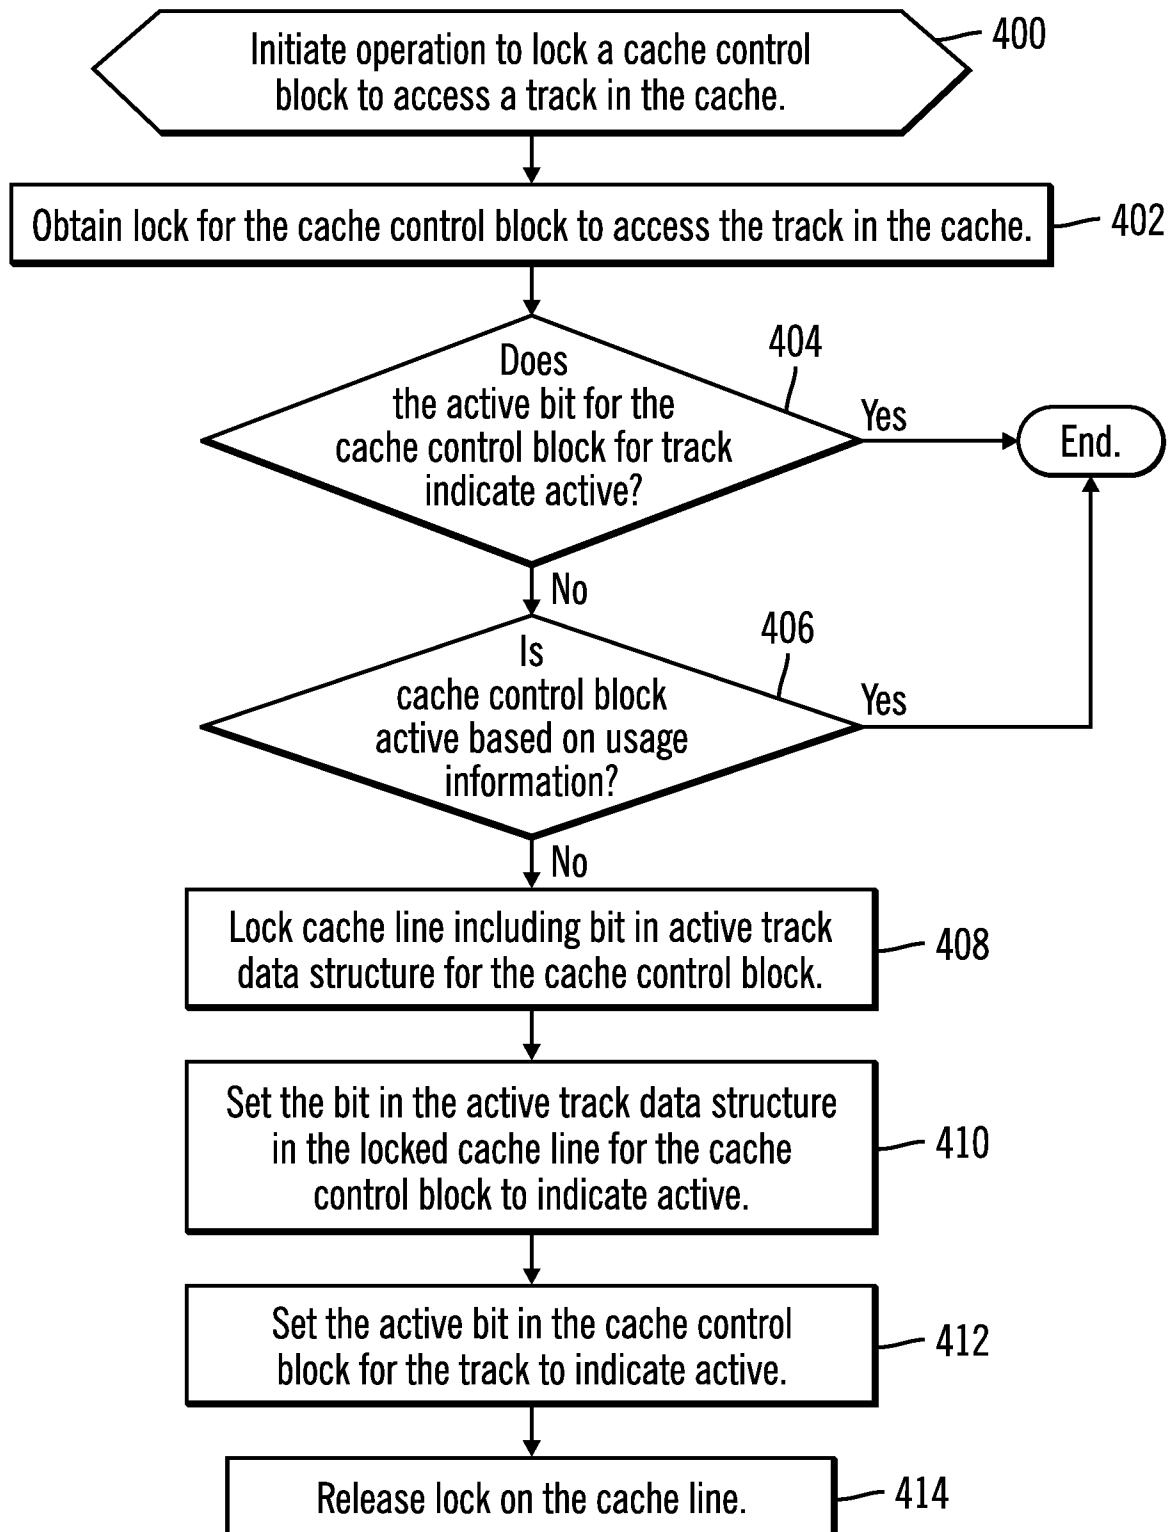 Initiate operation to lock a cache control
block to access a track in the cache.
400
Obtain lock for the cache control block to access the track in the cache.
402
Does
the active bit for the
cache control block for track
indicate active?
404
Yes
End.
No
Is
cache control block
active based on usage
information?
406
Yes
No
Lock cache line including bit in active track
data structure for the cache control block.
408
Set the bit in the active track data structure
in the locked cache line for the cache
control block to indicate active.
410
Set the active bit in the cache control
block for the track to indicate active.
412
Release lock on the cache line.
414